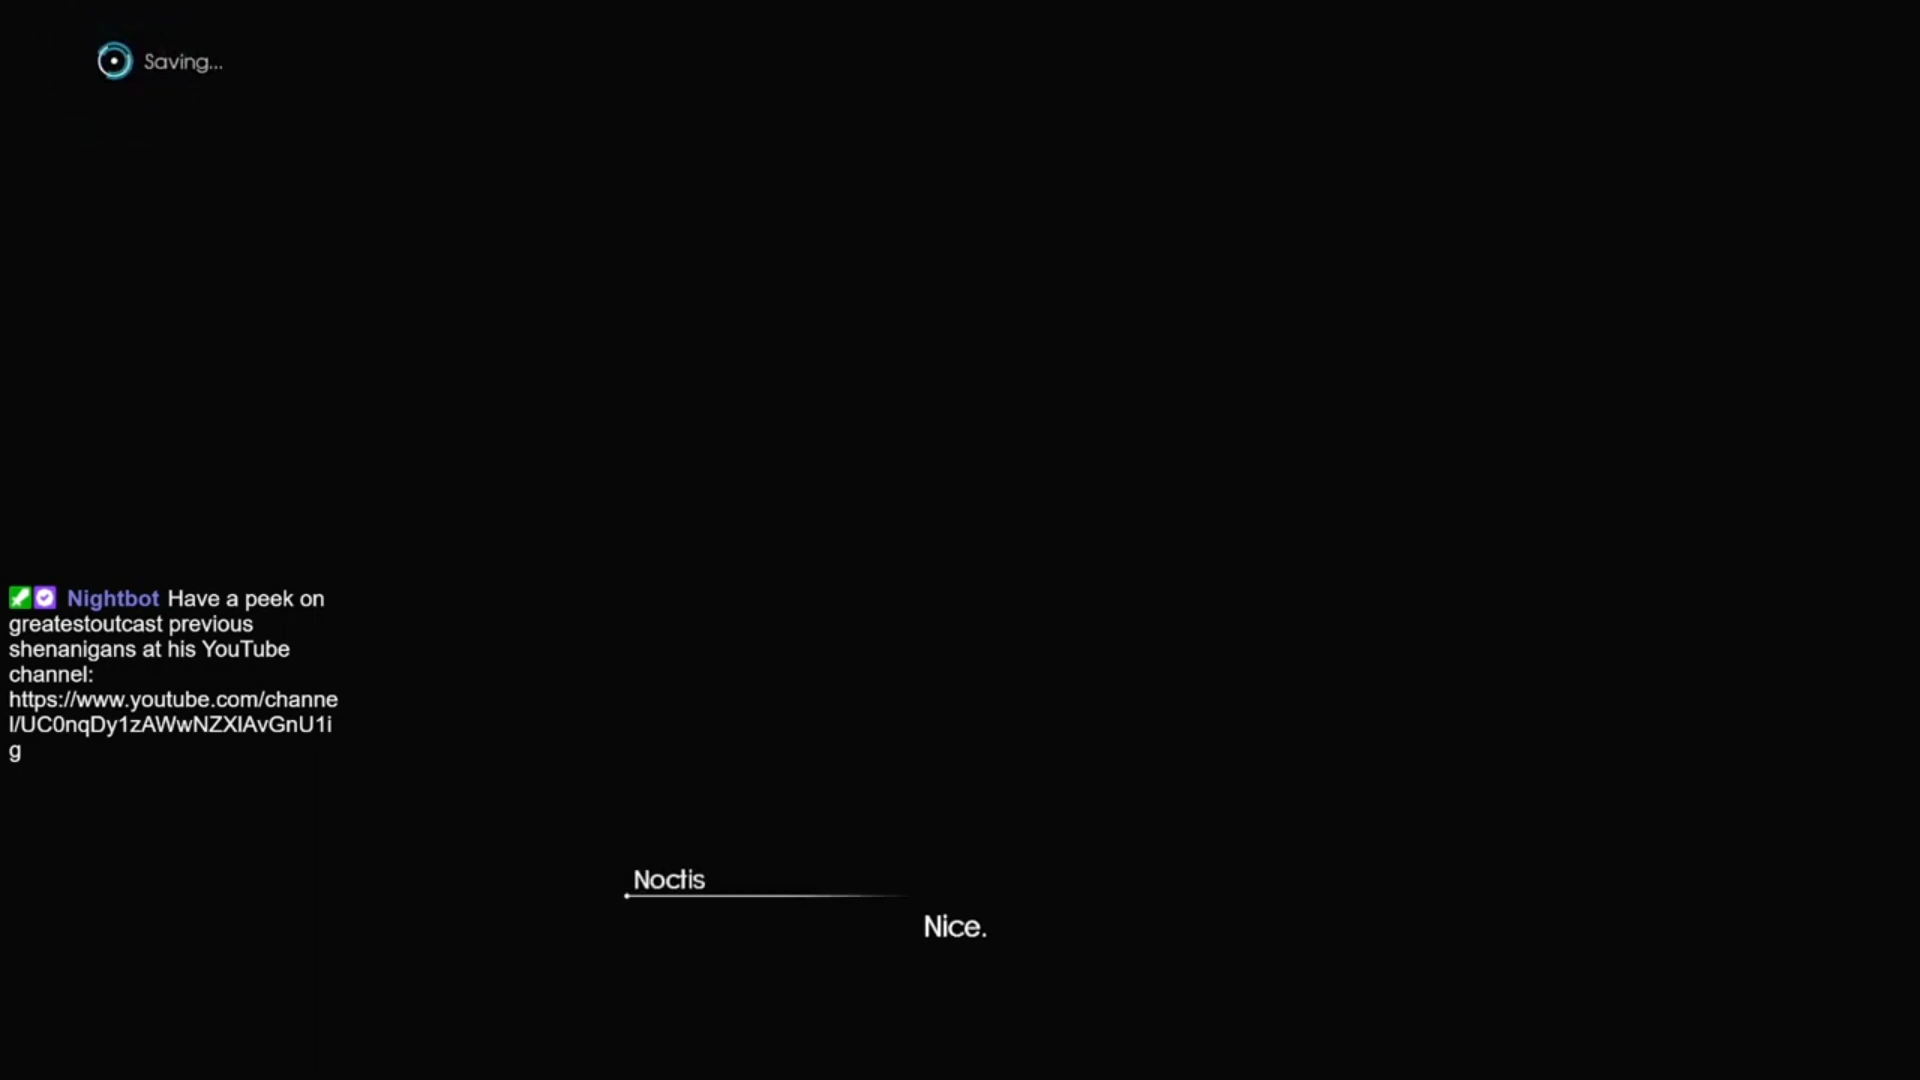 Saving...
Nightbot Have a peek on
greatestoutcast previous
shenanigans at his YouTube
channel:
https://www.youtube.com/channe
l/UC0nqDy1zAWwNZXlAvGnU1i
g
Noctis
Nice.